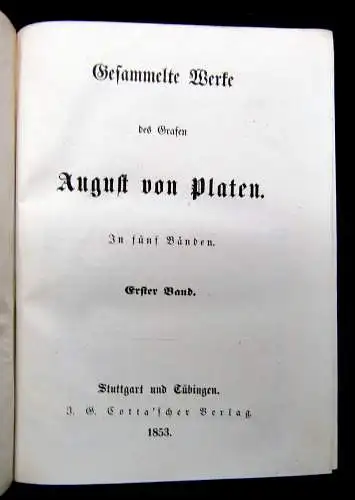 Gesammelte Werke
des Grafen
August von Platen.
In fünf Bänden.
Erster Band.
Stuttgart und Tübingen.
J. G. Cotta'scher Verlag.
1853.